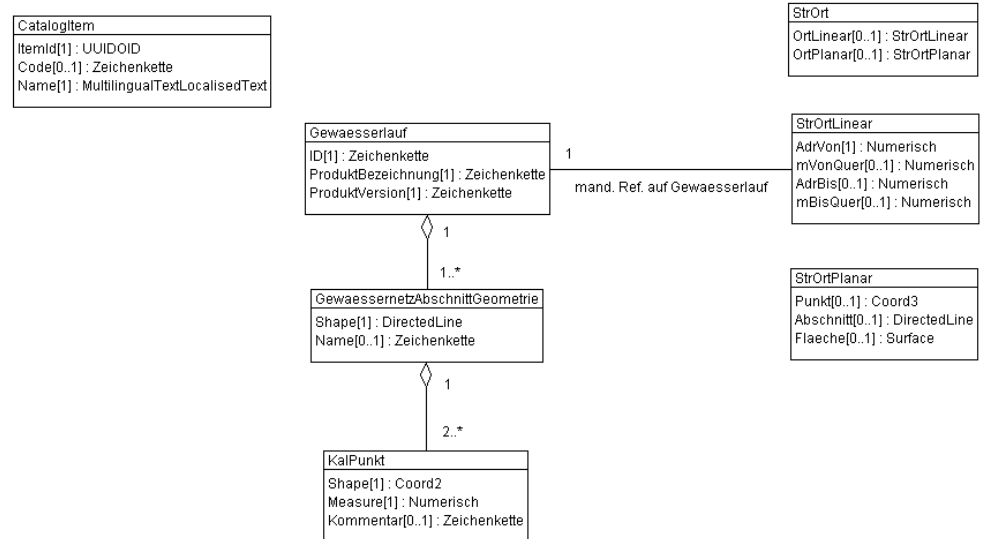 CatalogItem
ItemId[1] : UUIDOID
Code[0..1] : Zeichenkette
Name[1] : MultilingualTextLocalisedText
StrOrt
OrtLinear[0..1] : StrOrtLinear
OrtPlanar[0..1] : StrOrtPlanar
Gewaesserlauf
ID[1] : Zeichenkette
ProduktBezeichnung[1] : Zeichenkette
ProduktVersion[1] : Zeichenkette
1
mand. Ref. auf Gewaesserlauf
StrOrtLinear
AdrVon[1] : Numerisch
mVonQuer[0..1] : Numerisch
AdrBis[0..1] : Numerisch
mBisQuer[0..1] : Numerisch
1
1..*
GewaessernetzAbschnittGeometrie
Shape[1] : DirectedLine
Name[0..1] : Zeichenkette
StrOrtPlanar
Punkt[0..1] : Coord3
Abschnitt[0..1] : DirectedLine
Flaeche[0..1] : Surface
1
2..*
KalPunkt
Shape[1] : Coord2
Measure[1] : Numerisch
Kommentar[0..1] : Zeichenkette